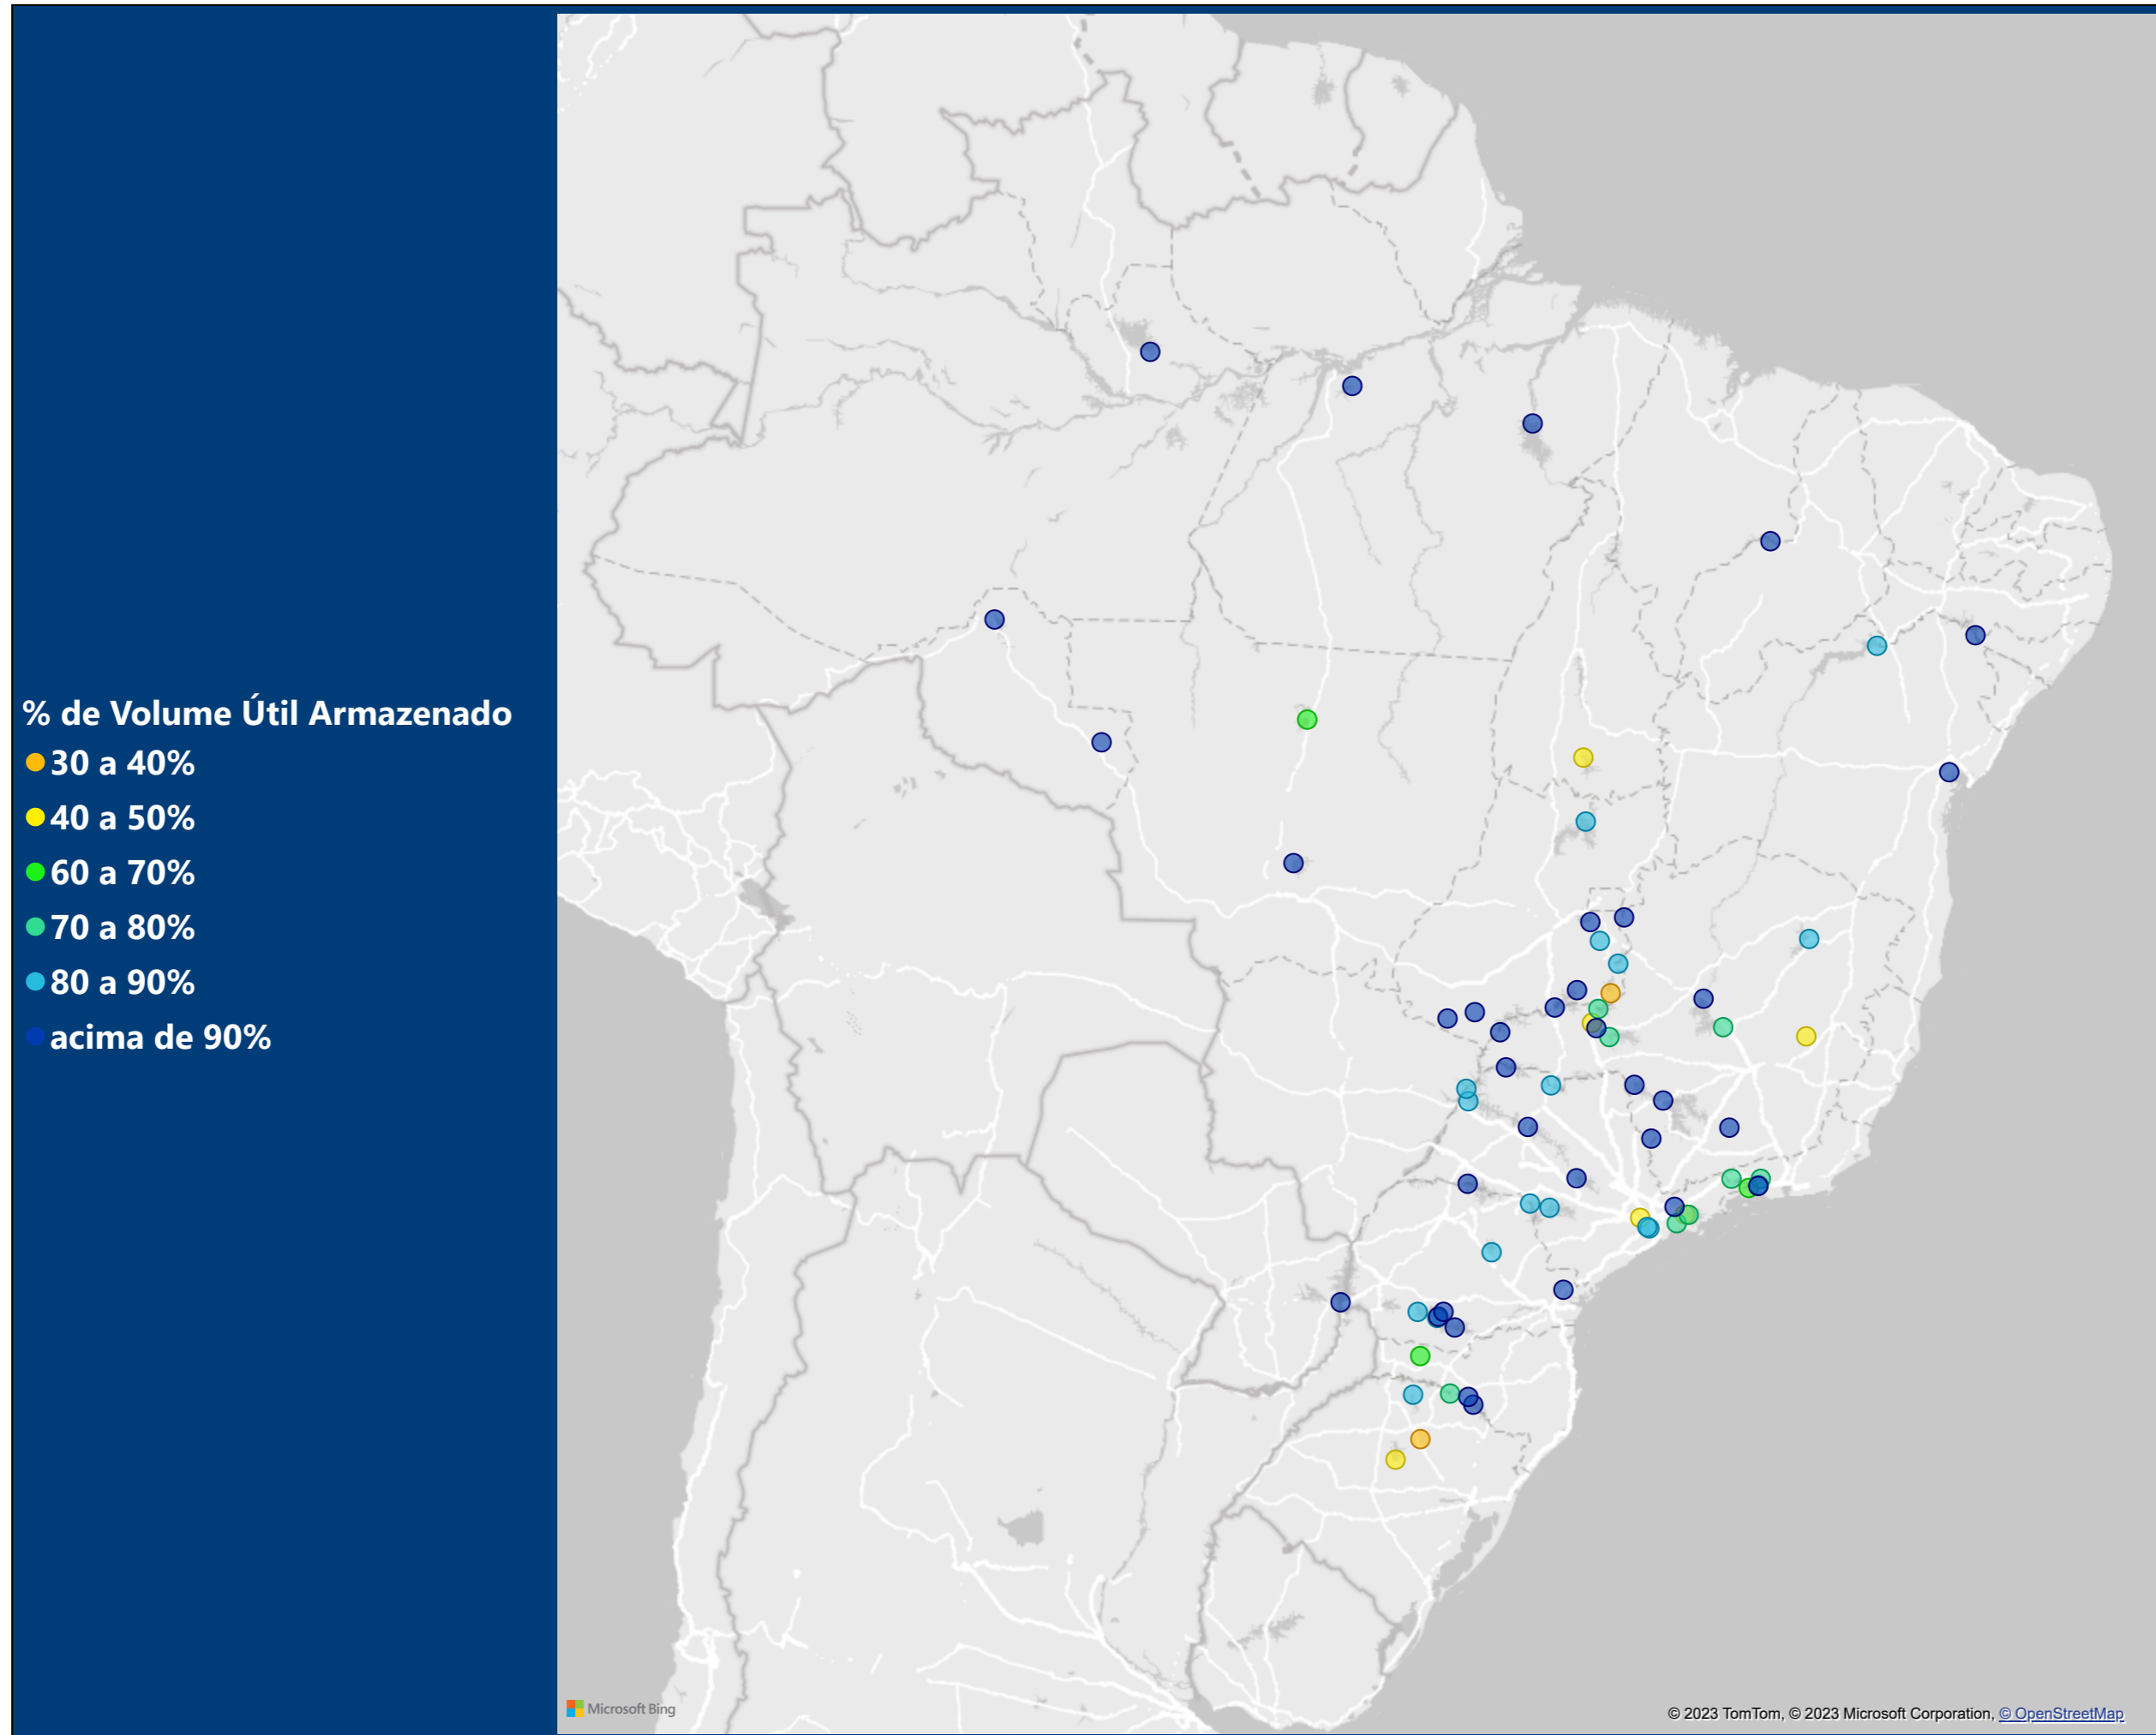 % de Volume Útil Armazenado
30 a 40%
40 a 50%
60 a 70%
70 a 80%
80 a 90%
acima de 90%
Microsoft Bing
© 2023 TomTom, © 2023 Microsoft Corporation, © OpenStreetMap